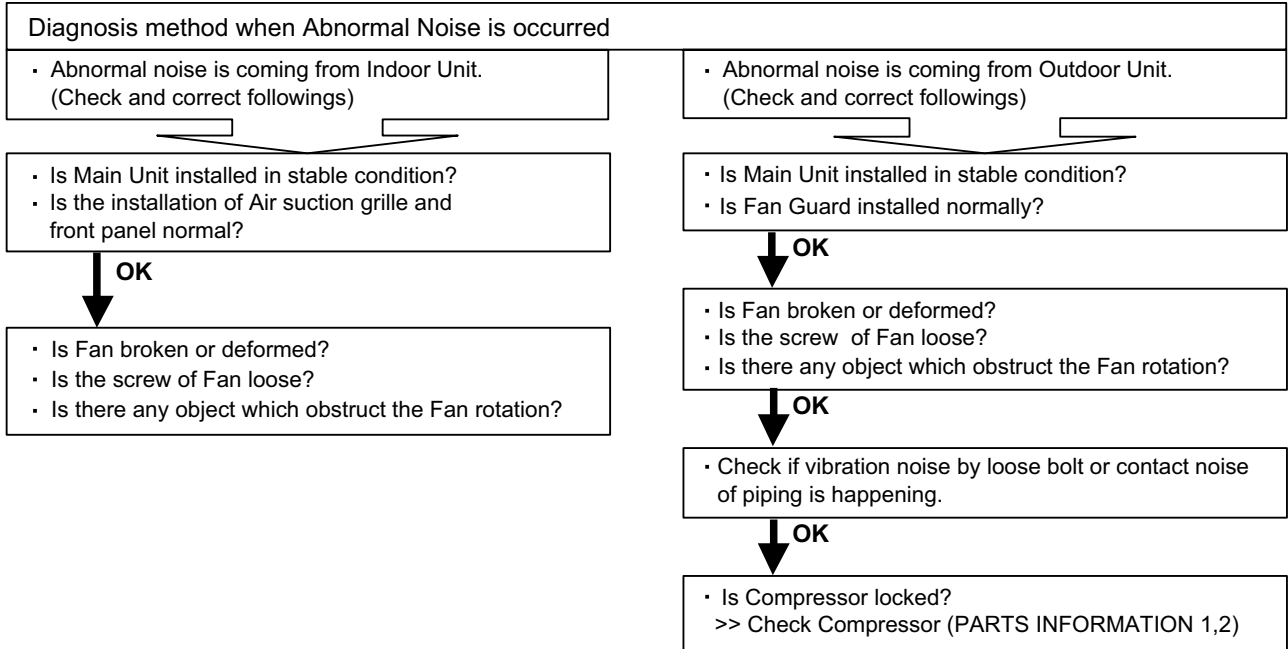 Diagnosis method when Abnormal Noise is occurred
· Abnormal noise is coming from Indoor Unit.
(Check and correct followings)
· Is Main Unit installed in stable condition?
· Is the installation of Air suction grille and
front panel normal?
OK
· Is Fan broken or deformed?
· Is the screw of Fan loose?
· Is there any object which obstruct the Fan rotation?
· Abnormal noise is coming from Outdoor Unit.
(Check and correct followings)
· Is Main Unit installed in stable condition?
· Is Fan Guard installed normally?
OK
· Is Fan broken or deformed?
· Is the screw of Fan loose?
· Is there any object which obstruct the Fan rotation?
OK
· Check if vibration noise by loose bolt or contact noise
of piping is happening.
OK
· Is Compressor locked?
>> Check Compressor (PARTS INFORMATION 1,2)